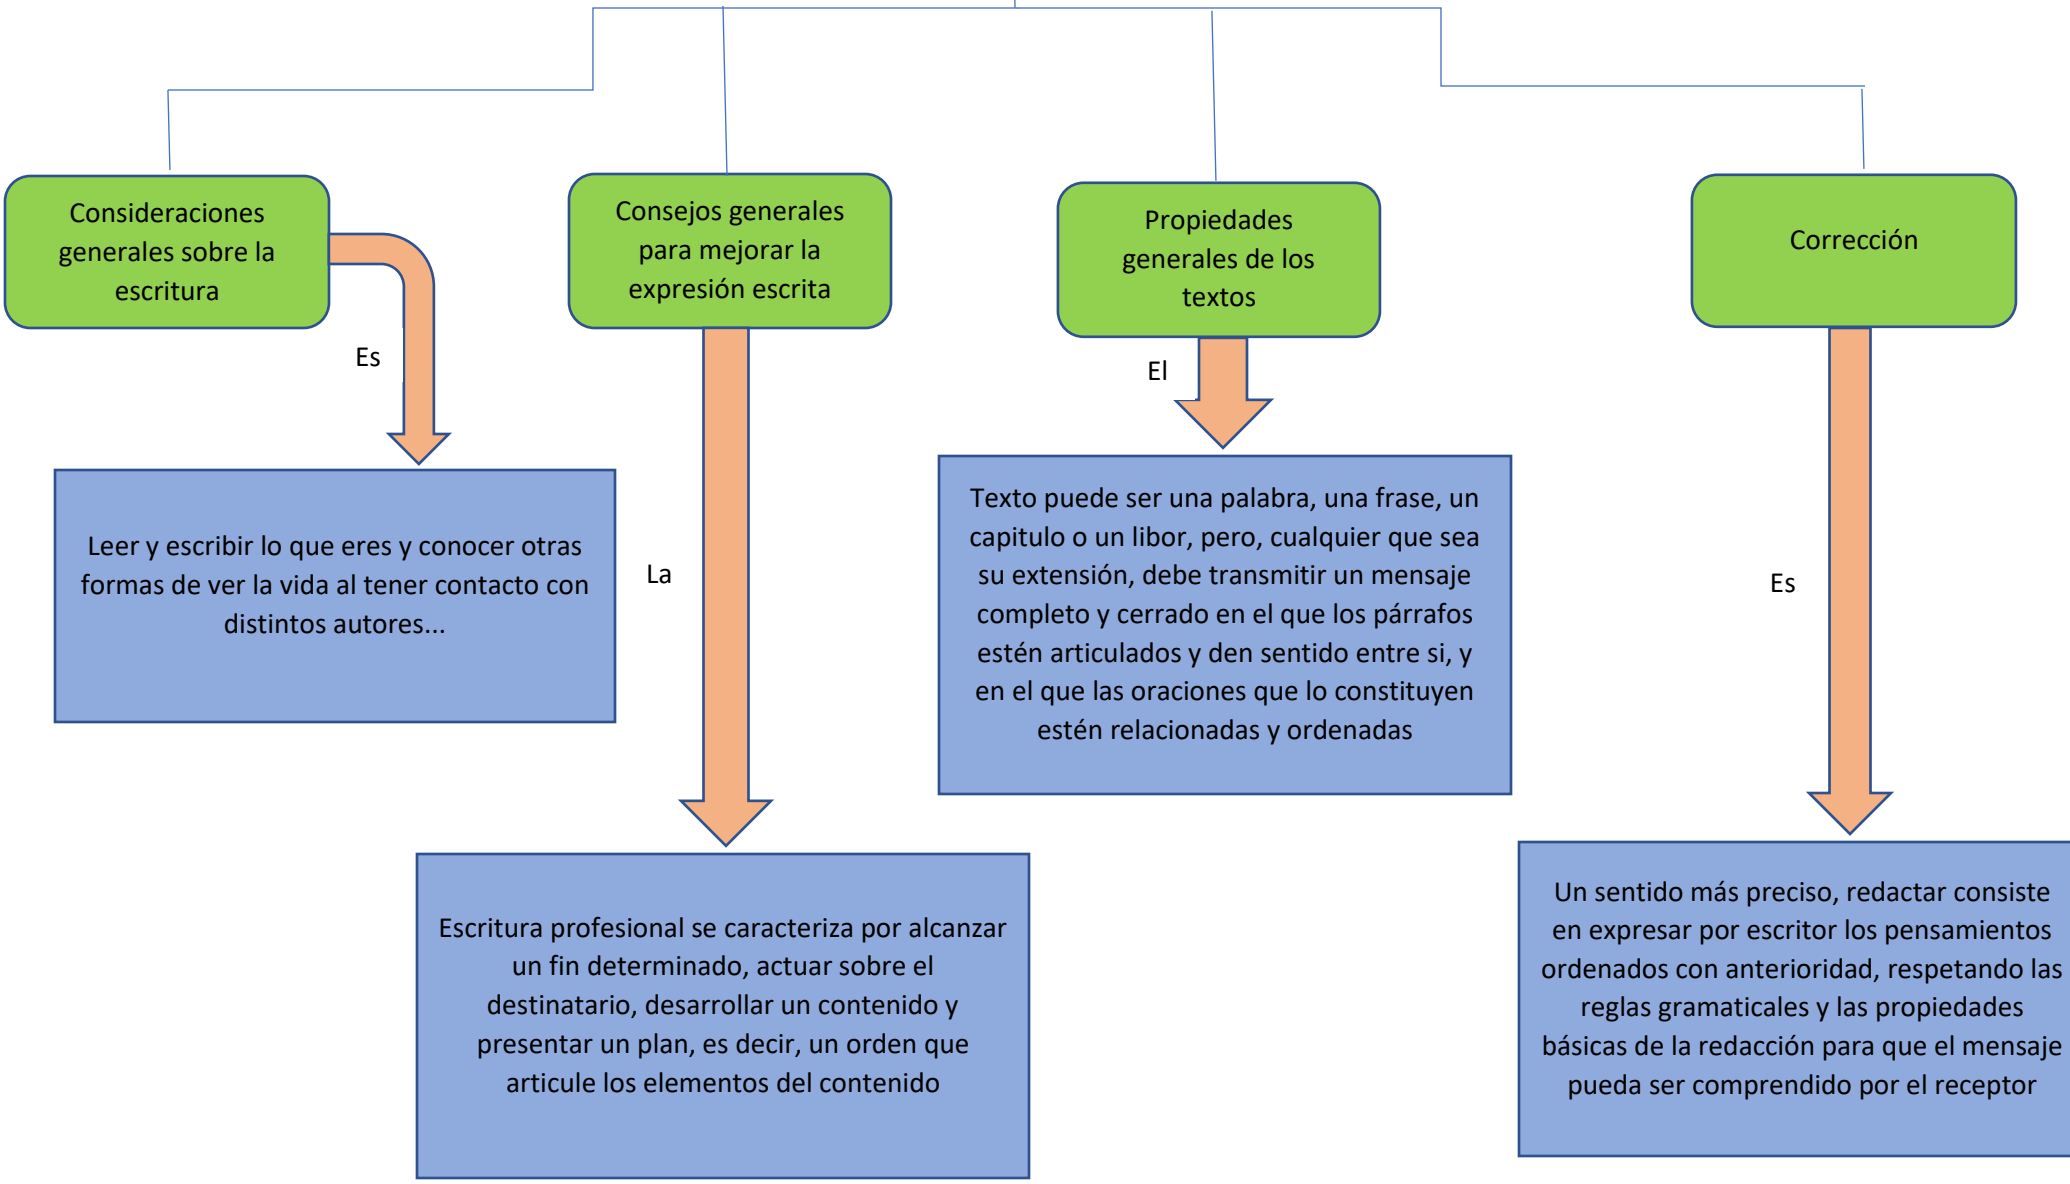 Consideraciones
generales sobre la
escritura
Consejos generales
para mejorar la
expresión escrita
Propiedades
generales de los
textos
Corrección
Es
El
La
Es
Leer y escribir lo que eres y conocer otras
formas de ver la vida al tener contacto con
distintos autores...
Texto puede ser una palabra, una frase, un
capitulo o un libor, pero, cualquier que sea
su extensión, debe transmitir un mensaje
completo y cerrado en el que los párrafos
estén articulados y den sentido entre si, y
en el que las oraciones que lo constituyen
estén relacionadas y ordenadas
Escritura profesional se caracteriza por alcanzar
un fin determinado, actuar sobre el
destinatario, desarrollar un contenido y
presentar un plan, es decir, un orden que
articule los elementos del contenido
Un sentido más preciso, redactar consiste
en expresar por escritor los pensamientos
ordenados con anterioridad, respetando las
reglas gramaticales y las propiedades
básicas de la redacción para que el mensaje
pueda ser comprendido por el receptor